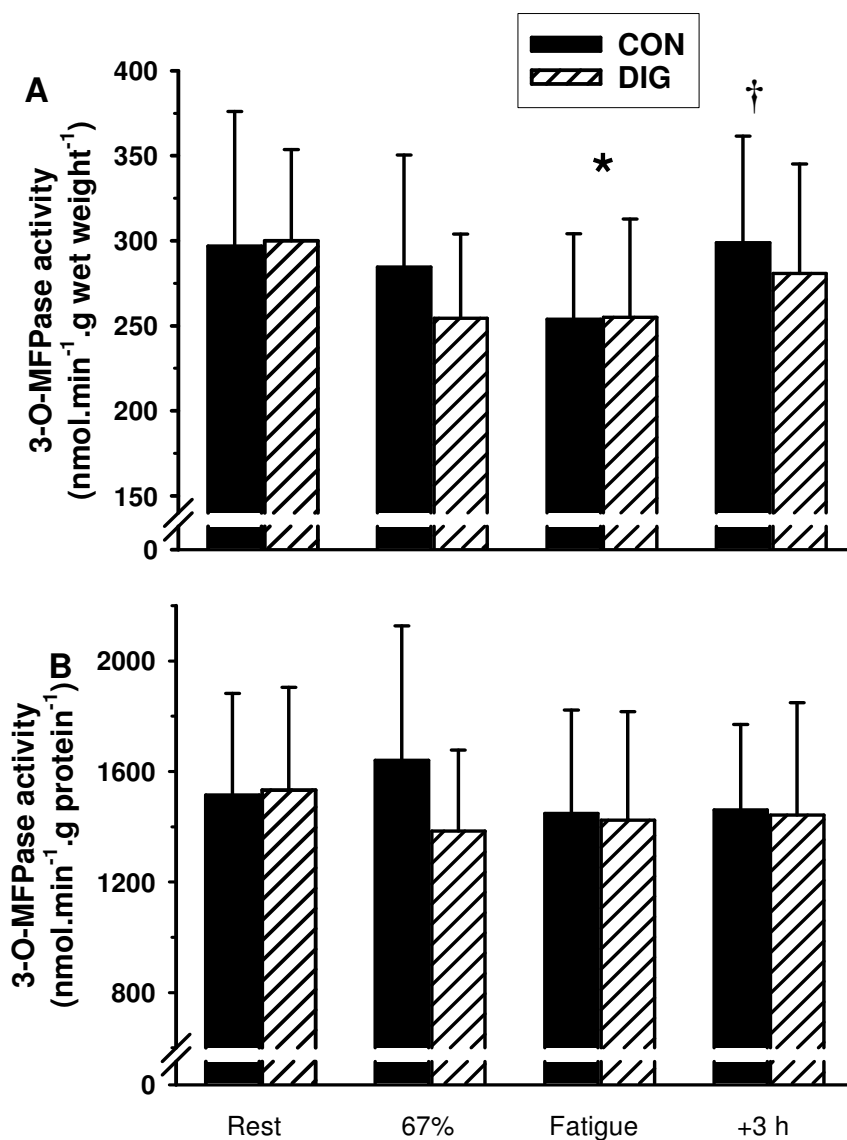 CON
DIG
A
400
†
350
*
300
250
200
150
0
3-O-MFPase activity
(nmol.min⁻¹.g wet weight⁻¹)
B
2000
1600
1200
800
0
3-O-MFPase activity
(nmol.min⁻¹.g protein⁻¹)
Rest 67% Fatigue +3 h